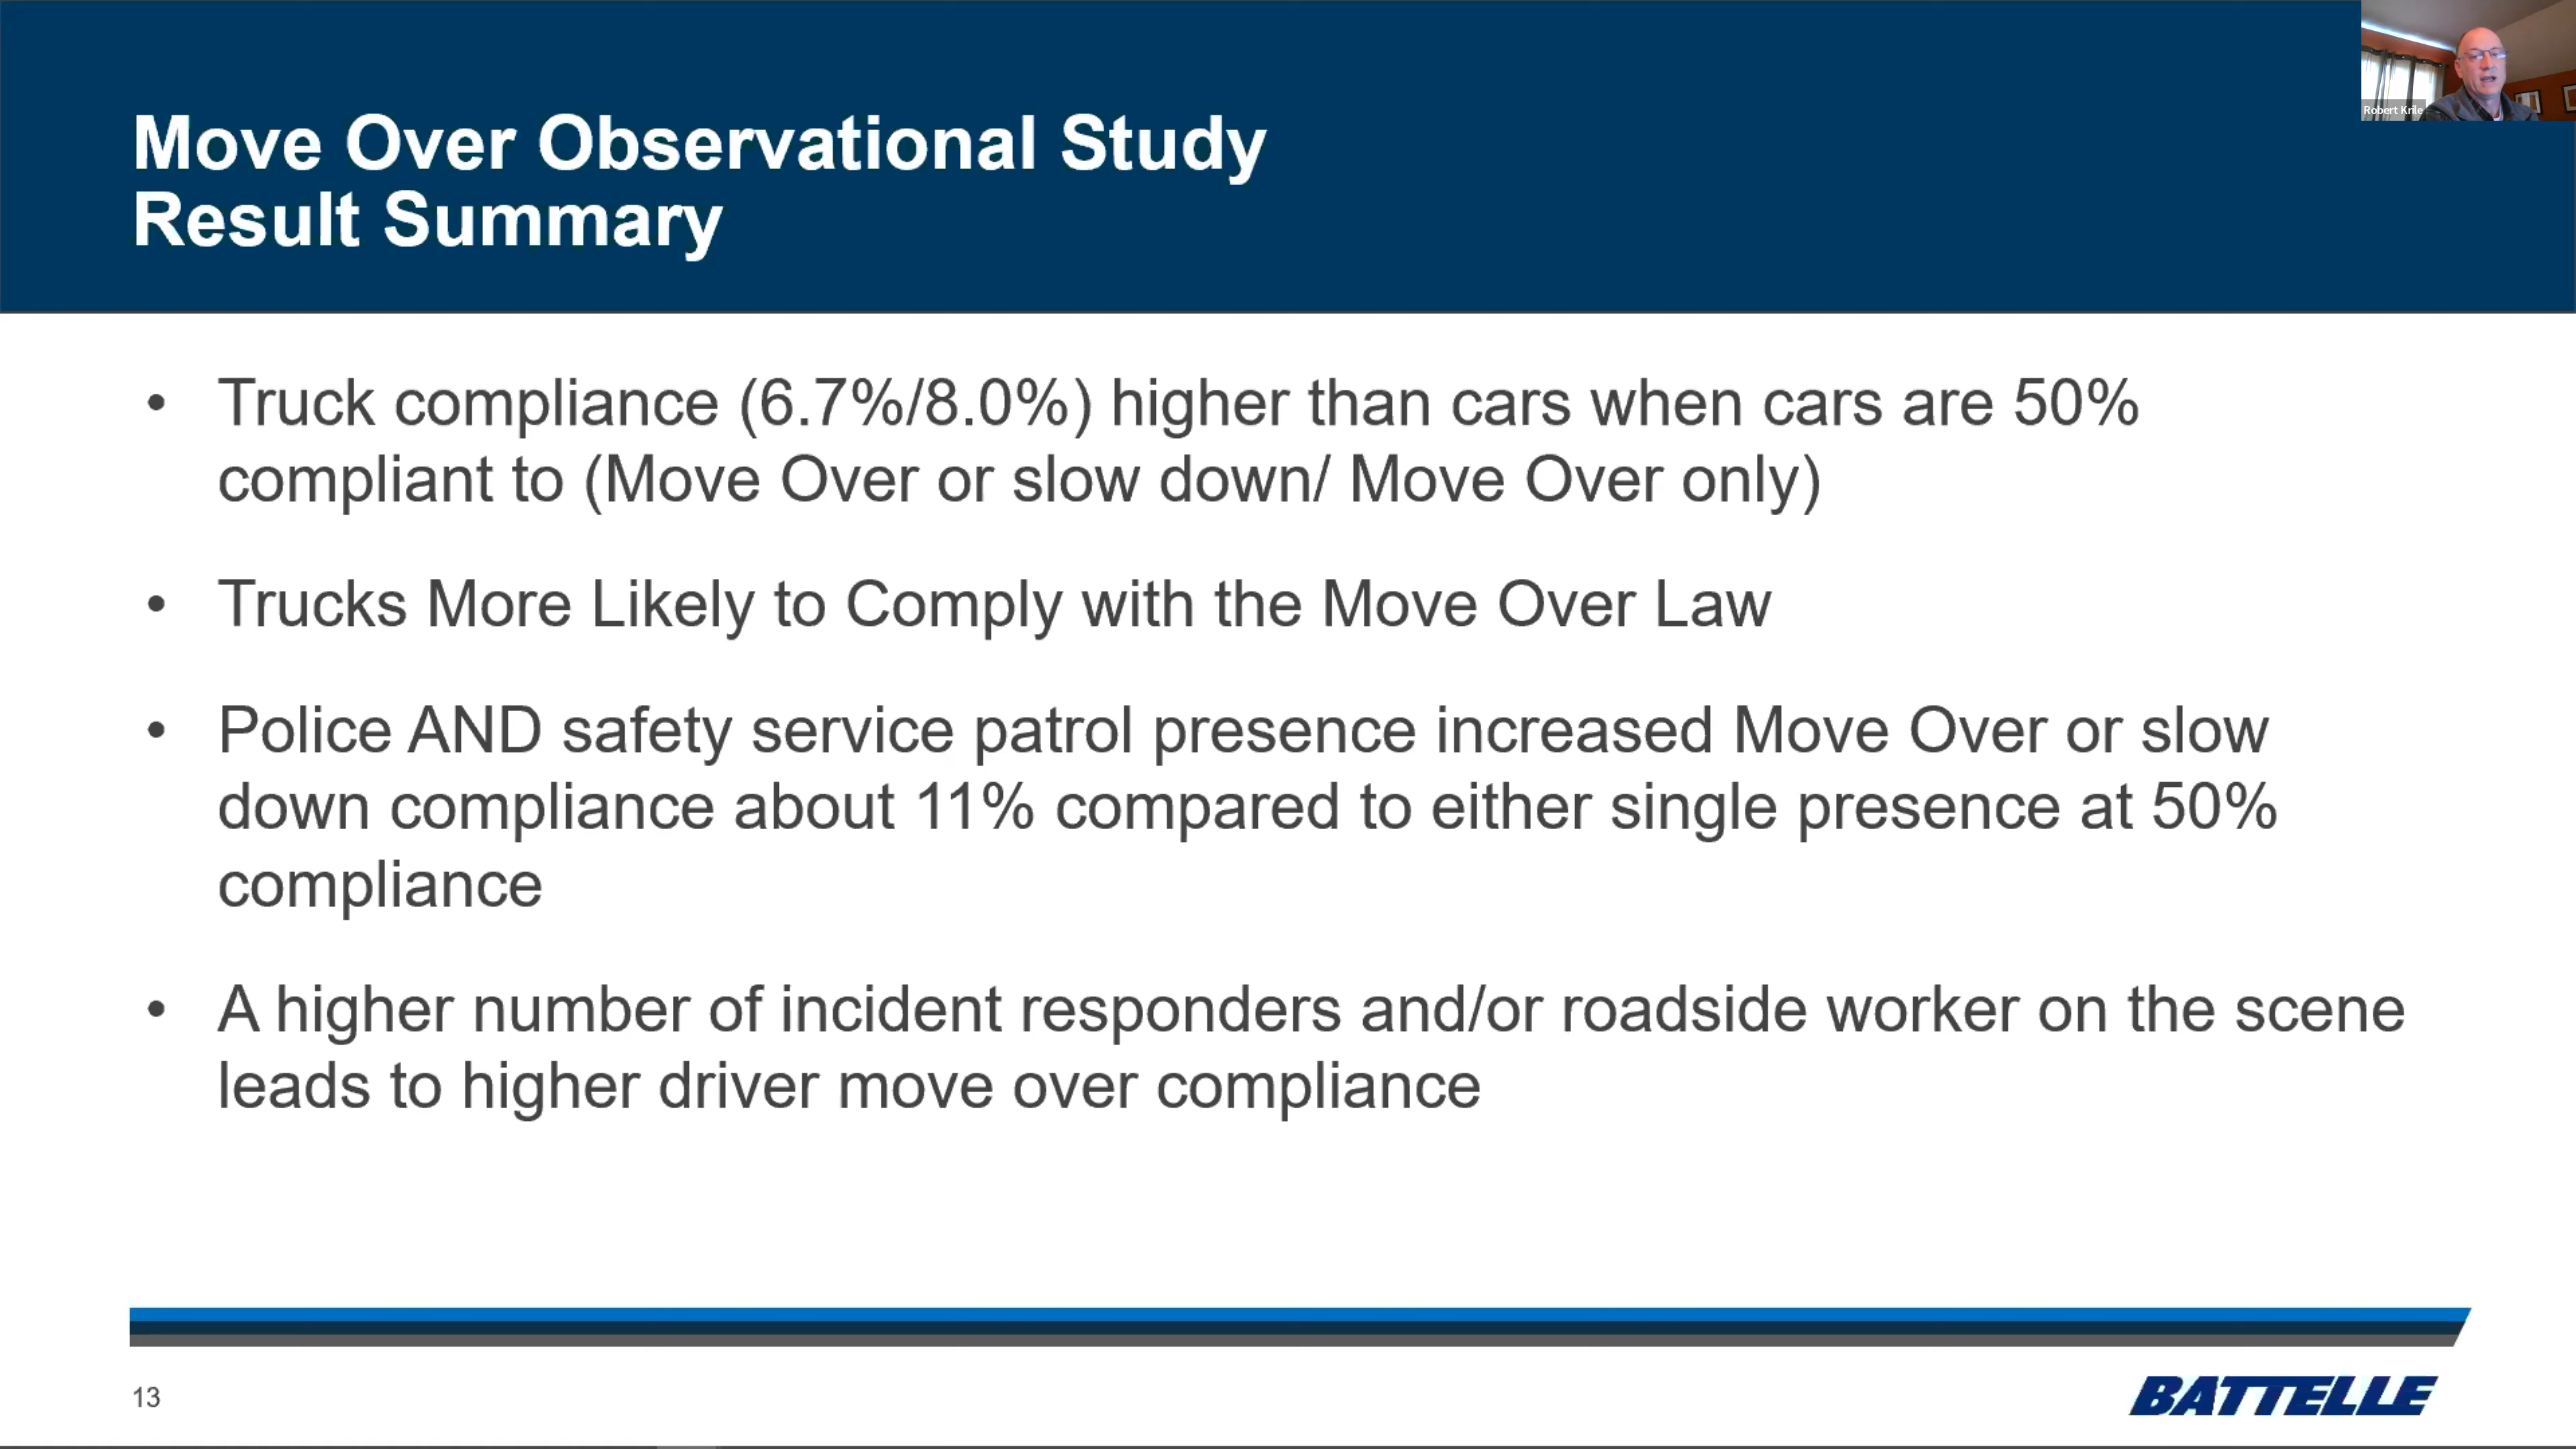 Robert Krile
Move Over Observational Study
Result Summary
• Truck compliance (6.7%/8.0%) higher than cars when cars are 50%
compliant to (Move Over or slow down/ Move Over only)
• Trucks More Likely to Comply with the Move Over Law
• Police AND safety service patrol presence increased Move Over or slow
down compliance about 11% compared to either single presence at 50%
compliance
• A higher number of incident responders and/or roadside worker on the scene
leads to higher driver move over compliance
13
BATTELLE